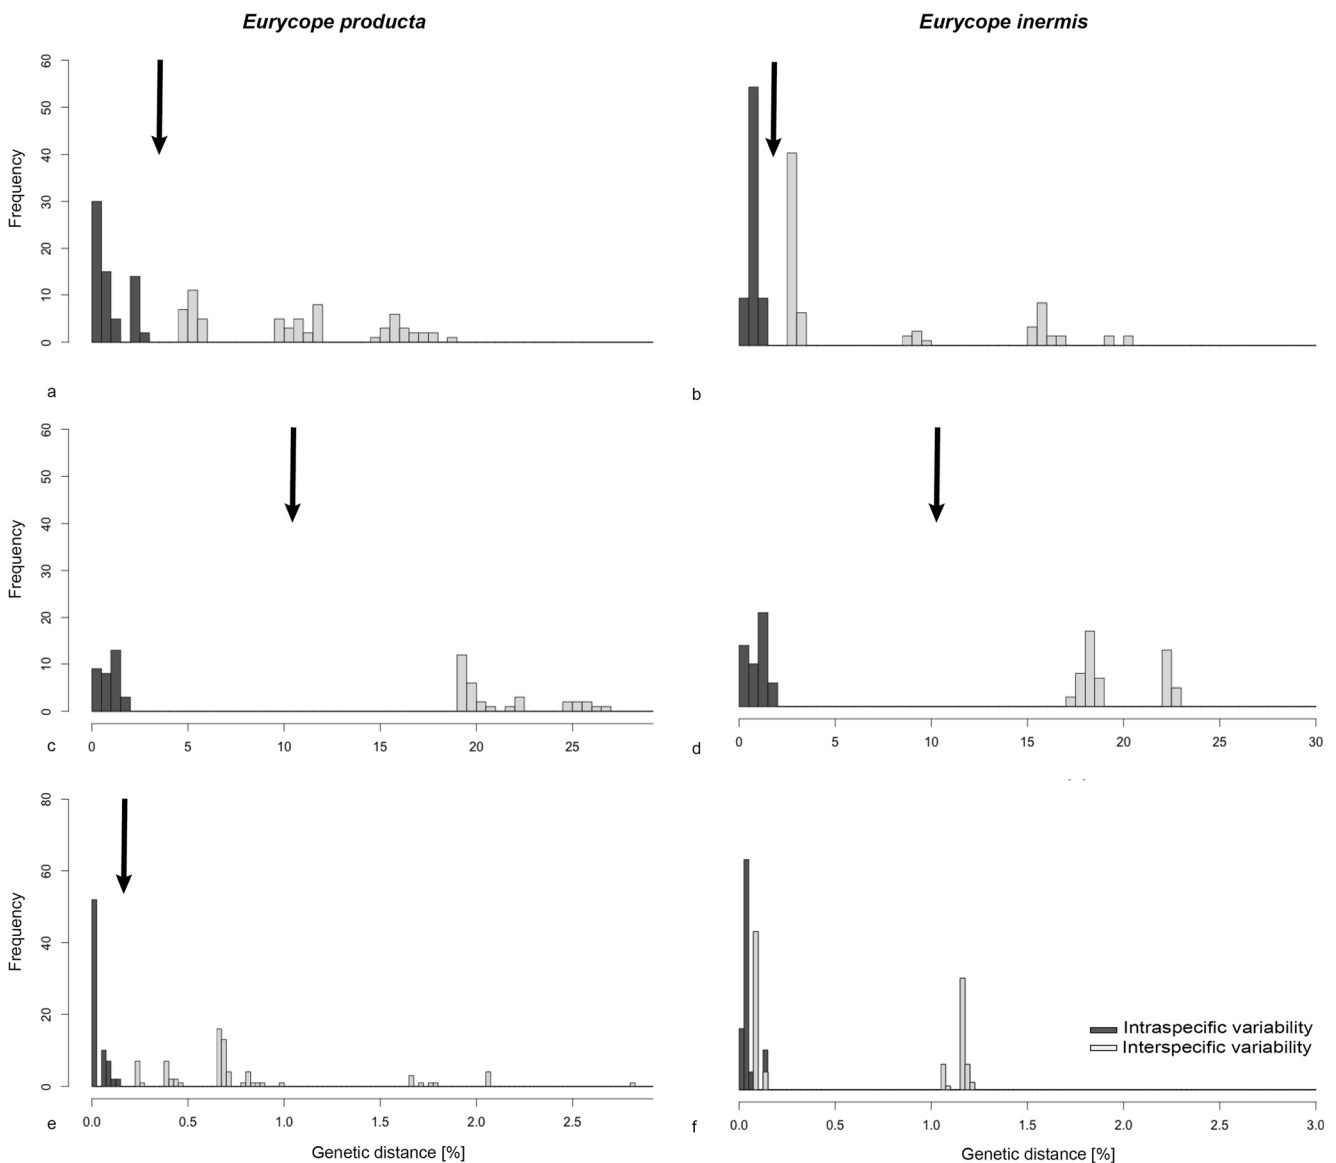 Eurycope producta
Eurycope inermis
Frequency
60
50
40
30
20
10
0
a
b
Frequency
60
50
40
30
20
10
0
0 5 10 15 20 25
0 5 10 15 20 25 30
c
d
Frequency
80
60
40
20
0
Intraspecific variability
Interspecific variability
0.0 0.5 1.0 1.5 2.0 2.5
0.0 0.5 1.0 1.5 2.0 2.5 3.0
e
f
Genetic distance [%]
Genetic distance [%]